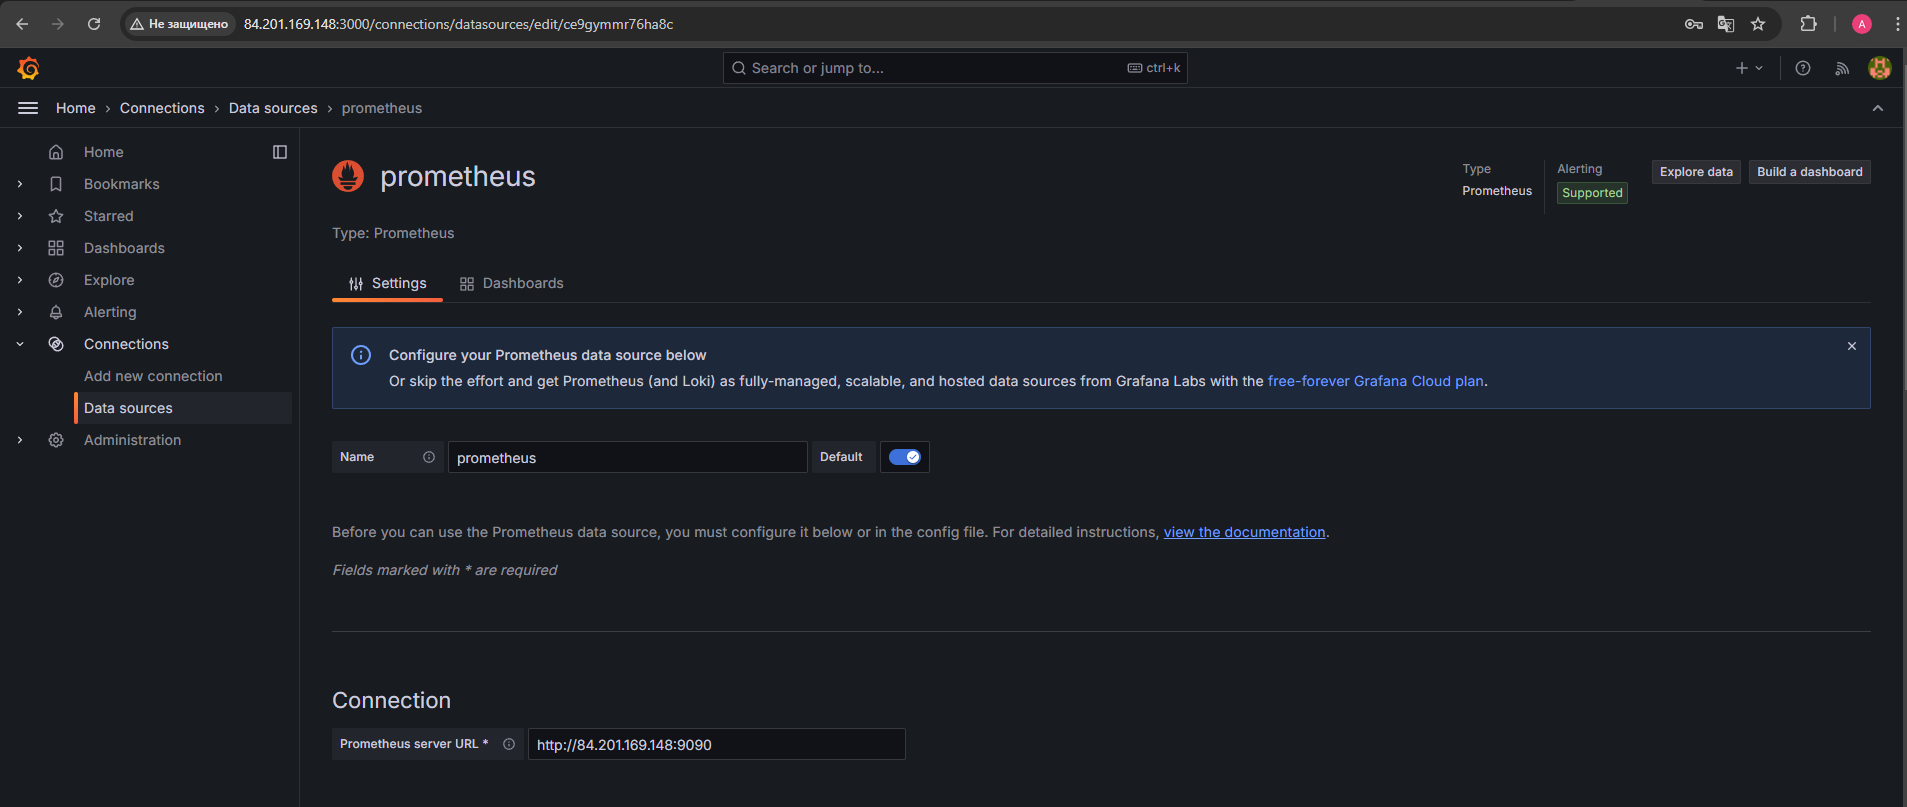 Не защищено
84.201.169.148:3000/connections/datasources/edit/ce9gymmr76ha8c
A
Search or jump to...
ctrl+k
Home › Connections › Data sources › prometheus
Home
Bookmarks
Starred
Dashboards
Explore
Alerting
Connections
Add new connection
Data sources
Administration
prometheus
Type
Prometheus
Alerting
Supported
Explore data
Build a dashboard
Type: Prometheus
Settings
Dashboards
Configure your Prometheus data source below
Or skip the effort and get Prometheus (and Loki) as fully-managed, scalable, and hosted data sources from Grafana Labs with the free-forever Grafana Cloud plan.
Name
prometheus
Default
Before you can use the Prometheus data source, you must configure it below or in the config file. For detailed instructions, view the documentation.
Fields marked with * are required
Connection
Prometheus server URL *
http://84.201.169.148:9090